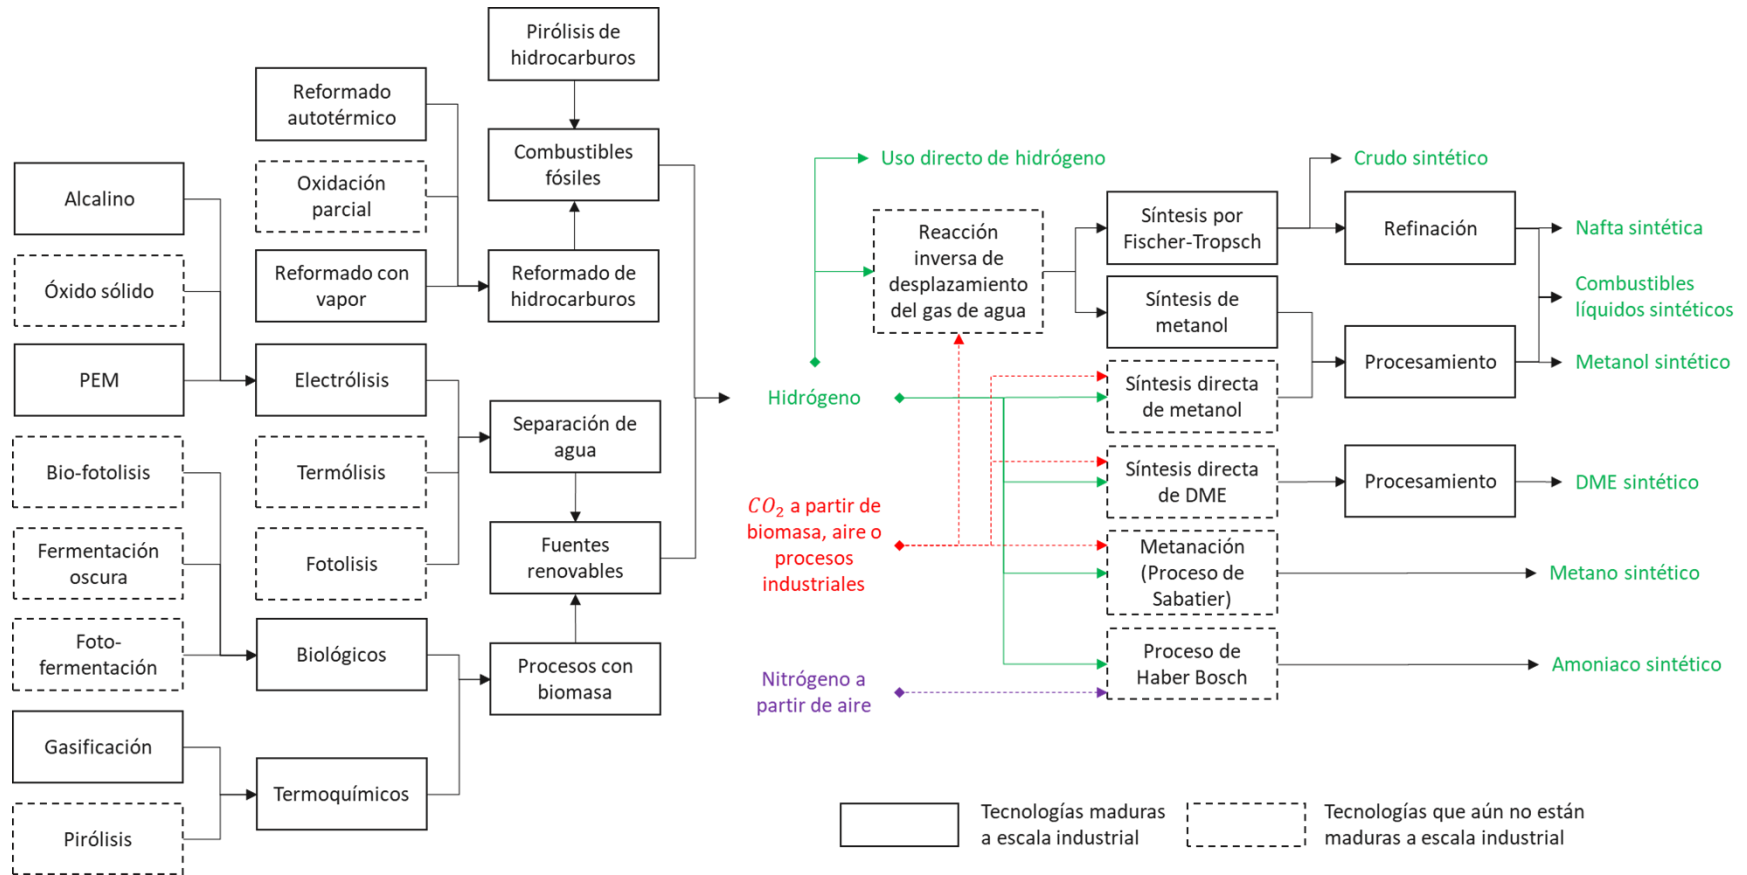 Pirólisis de
hidrocarburos
Reformado
autotérmico
Combustibles
fósiles
Oxidación
parcial
Alcalino
Reformado con
vapor
Reformado de
hidrocarburos
Óxido sólido
PEM
Electrólisis
Separación de
agua
Bio-fotolisis
Termólisis
Fermentación
oscura
Fotolisis
Fuentes
renovables
Foto-
fermentación
Biológicos
Procesos con
biomasa
Gasificación
Termoquímicos
Pirólisis
Uso directo de hidrógeno
Crudo sintético
Reacción
inversa de
desplazamiento
del gas de agua
Síntesis por
Fischer-Tropsch
Refinación
Nafta sintética
Síntesis de
metanol
Combustibles
líquidos sintéticos
Procesamiento
Metanol sintético
Hidrógeno
Síntesis directa
de metanol
Síntesis directa
de DME
Procesamiento
DME sintético
CO₂ a partir de
biomasa, aire o
procesos
industriales
Metanación
(Proceso de
Sabatier)
Metano sintético
Proceso de
Haber Bosch
Amoniaco sintético
Nitrógeno a
partir de aire
Tecnologías maduras
a escala industrial
Tecnologías que aún no están
maduras a escala industrial